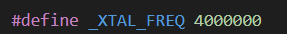 #define _XTAL_FREQ 4000000